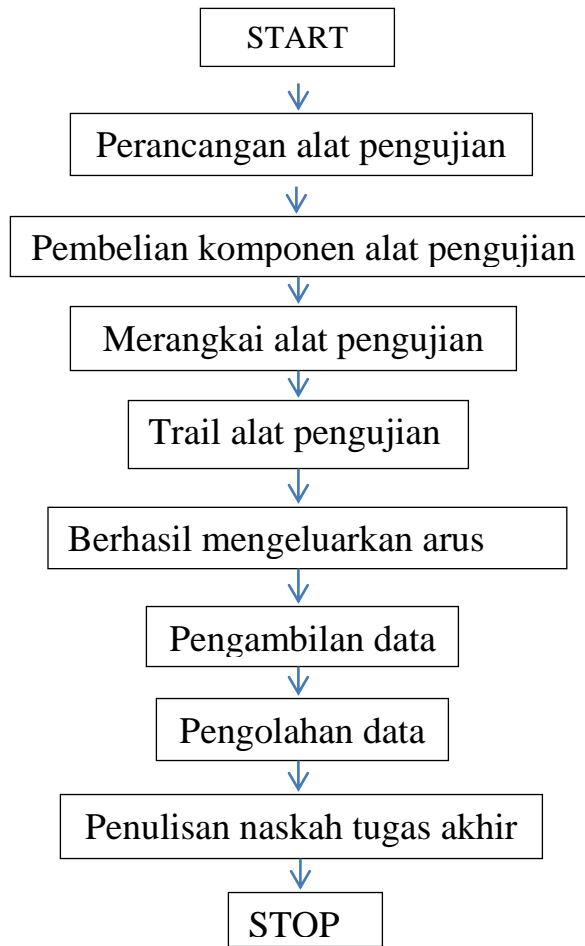 START
Perancangan alat pengujian
Pembelian komponen alat pengujian
Merangkai alat pengujian
Trail alat pengujian
Berhasil mengeluarkan arus
Pengambilan data
Pengolahan data
Penulisan naskah tugas akhir
STOP